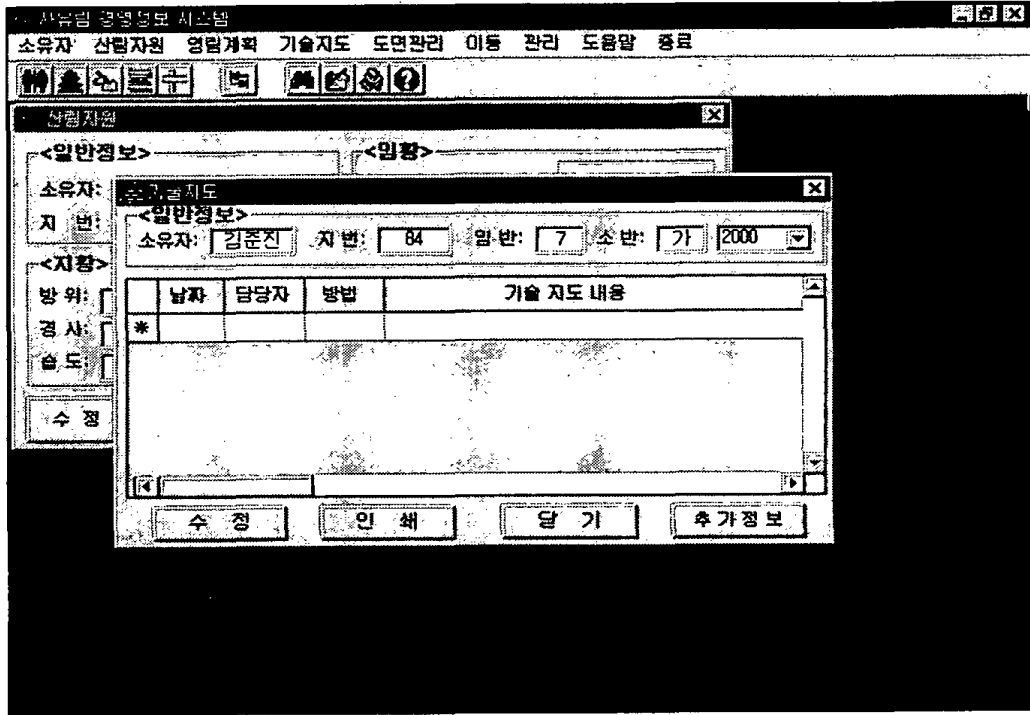 사유림 경영정보 시스템
소유자 산림자원 영림계획 기술지도 도면관리 이동 관리 도움말 종료
산림자원
<일반정보> <임황>
소유자:
지 번:
<지황>
방 위:
경 사:
습 도:
수 정
기술지도
<일반정보>
소유자: 김준진 지 번: 84 임 반: 7 소 반: 가 2000
날짜 담당자 방법 기술 지도 내용
*
수 정 인 쇄 닫 기 추가정보